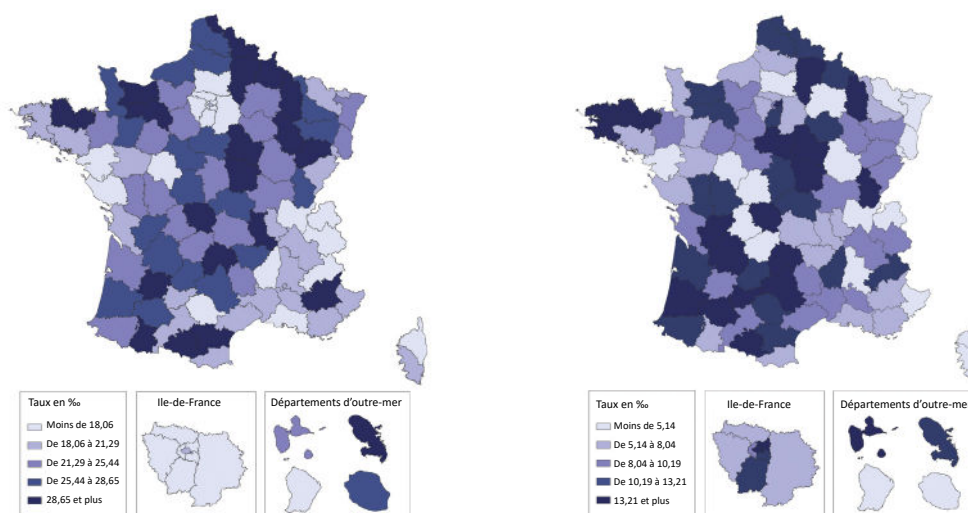 Taux en ‰
Moins de 18,06
De 18,06 à 21,29
De 21,29 à 25,44
De 25,44 à 28,65
28,65 et plus
Ile-de-France
Départements d'outre-mer
Taux en ‰
Moins de 5,14
De 5,14 à 8,04
De 8,04 à 10,19
De 10,19 à 13,21
13,21 et plus
Ile-de-France
Départements d'outre-mer